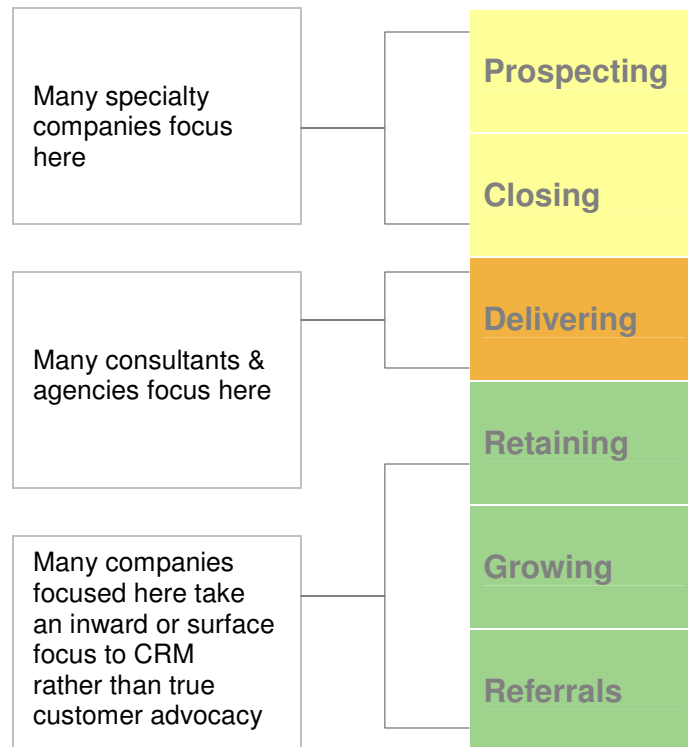 Many specialty
companies focus
here
Prospecting
Closing
Many consultants &
agencies focus here
Delivering
Many companies
focused here take
an inward or surface
focus to CRM
rather than true
customer advocacy
Retaining
Growing
Referrals